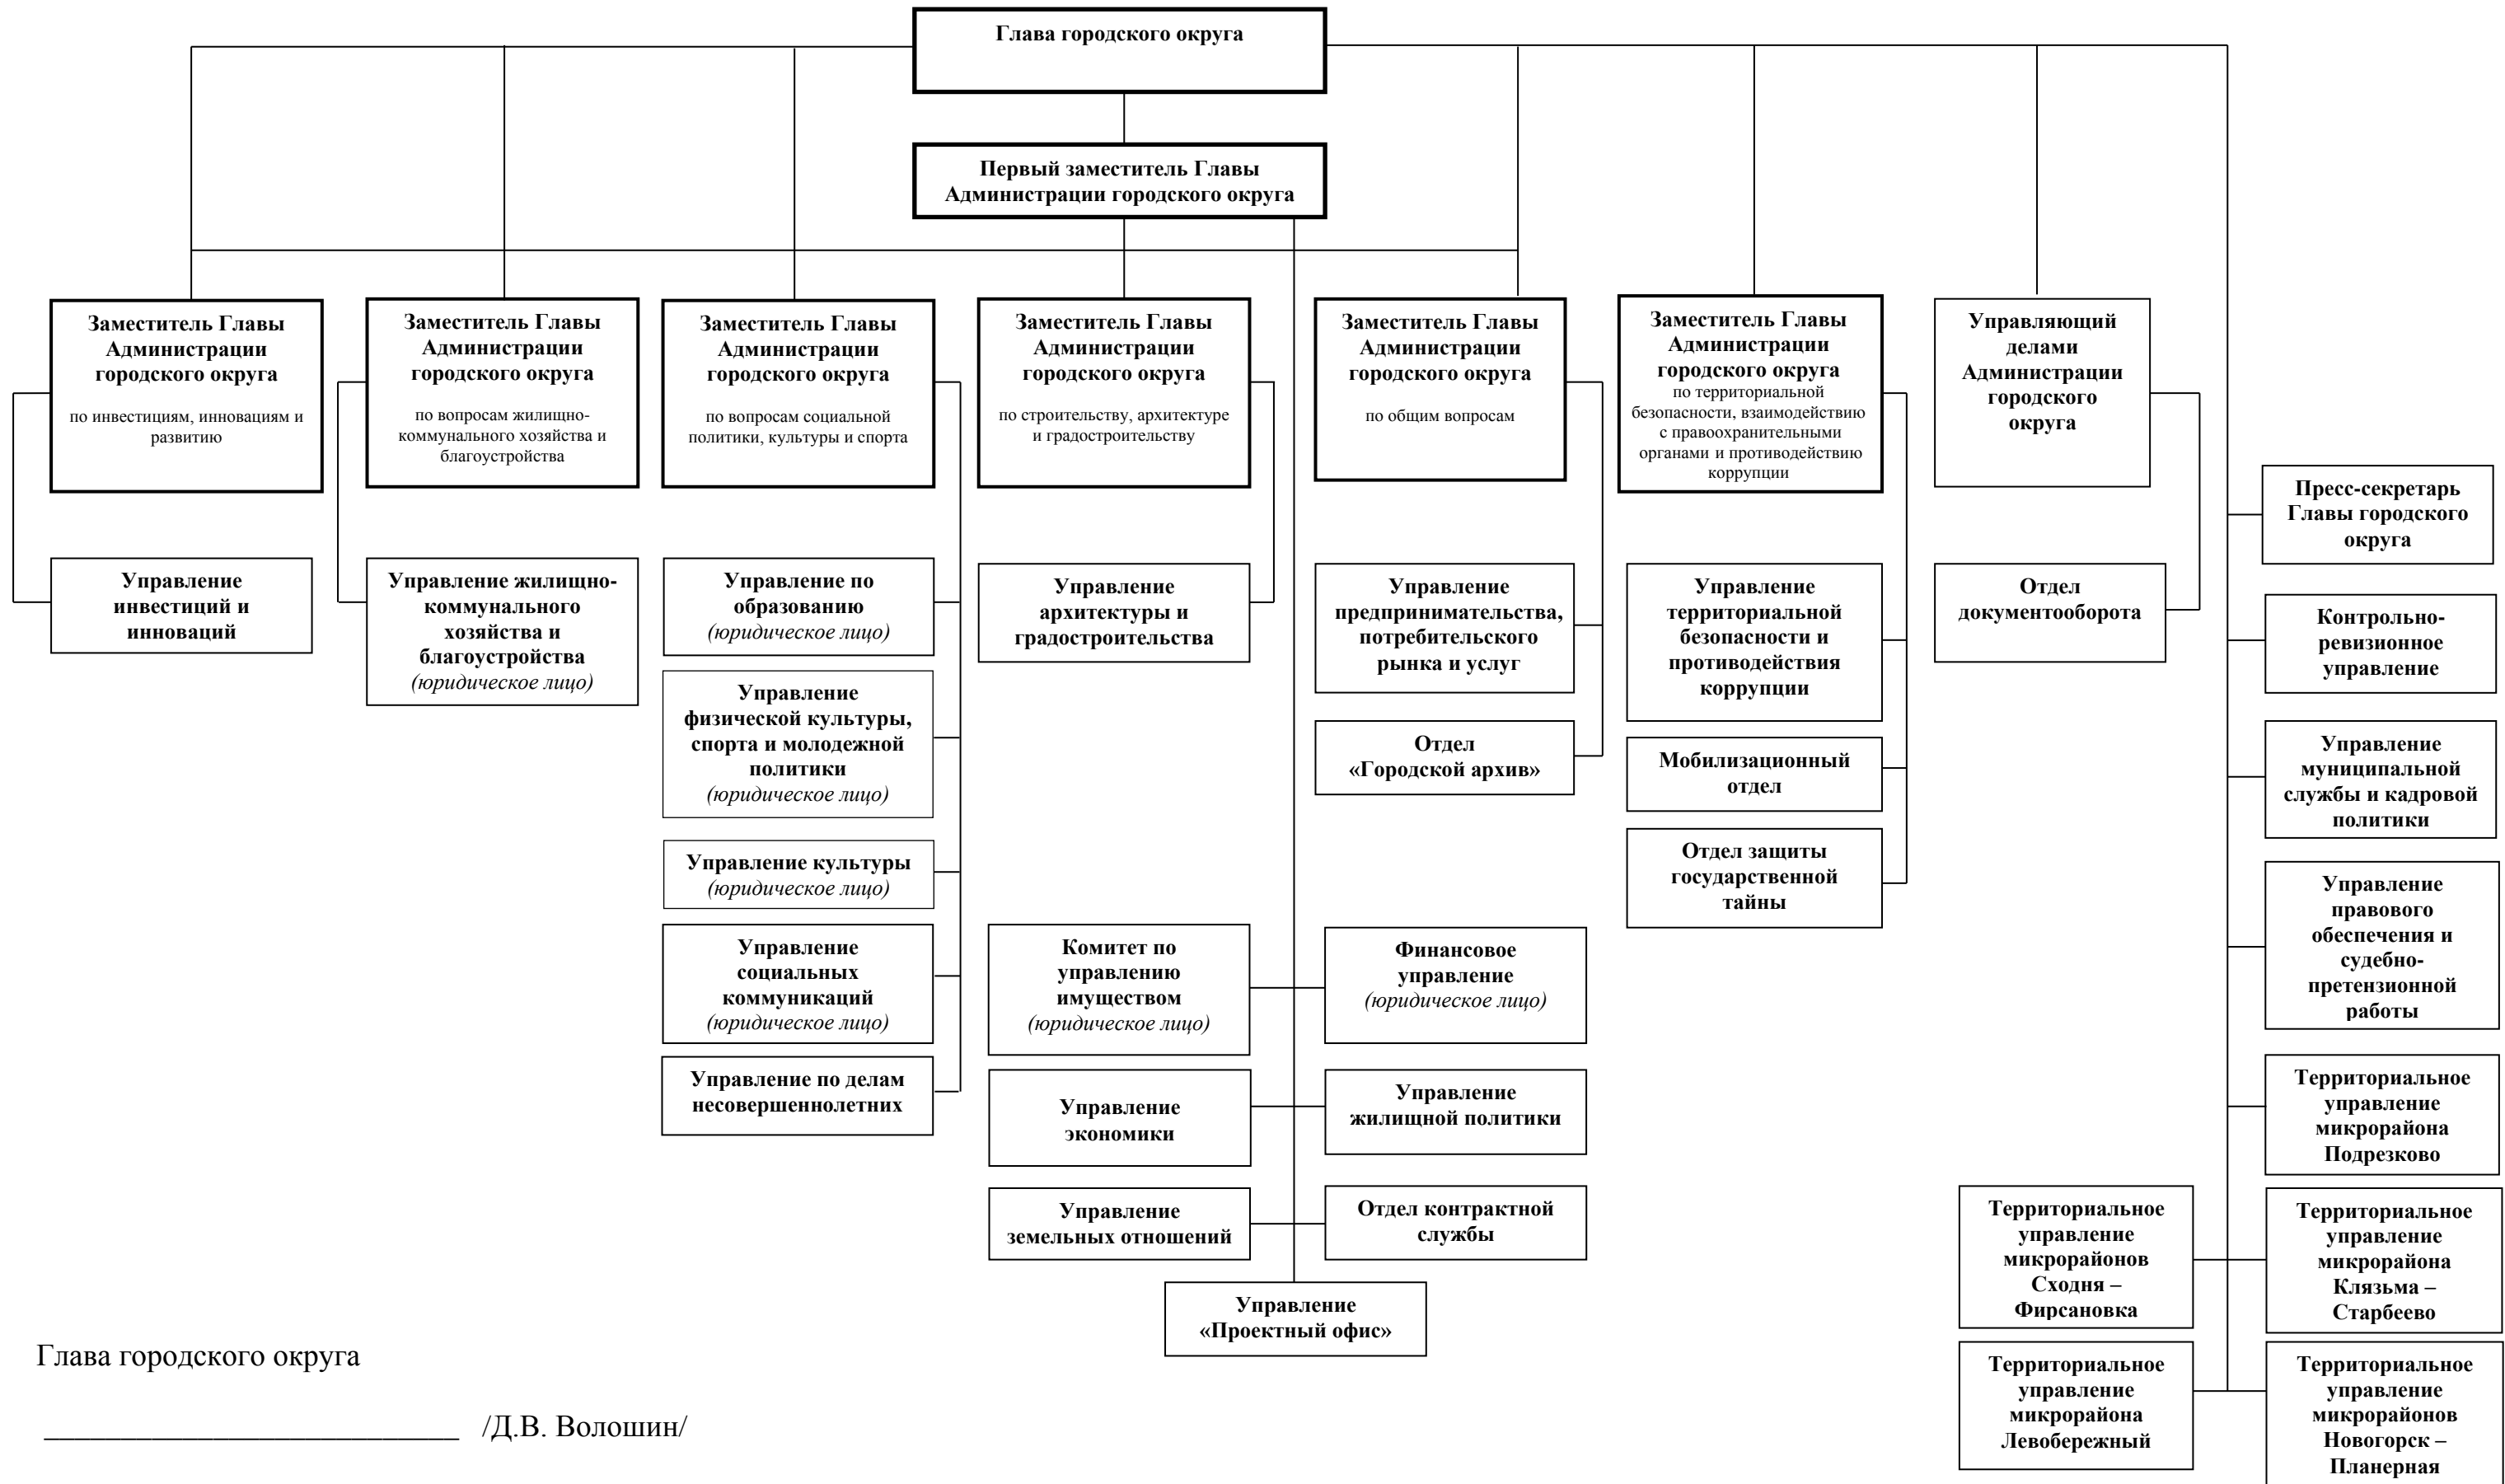 Глава городского округа
Первый заместитель Главы
Администрации городского округа
Заместитель Главы
Администрации
городского округа
по инвестициям, инновациям и
развитию
Заместитель Главы
Администрации
городского округа
по вопросам жилищно-
коммунального хозяйства и
благоустройства
Заместитель Главы
Администрации
городского округа
по вопросам социальной
политики, культуры и спорта
Заместитель Главы
Администрации
городского округа
по строительству, архитектуре
и градостроительству
Заместитель Главы
Администрации
городского округа
по общим вопросам
Заместитель Главы
Администрации
городского округа
по территориальной
безопасности, взаимодействию
с правоохранительными
органами и противодействию
коррупции
Управляющий
делами
Администрации
городского
округа
Пресс-секретарь
Главы городского
округа
Управление
инвестиций и
инноваций
Управление жилищно-
коммунального
хозяйства и
благоустройства
(юридическое лицо)
Управление по
образованию
(юридическое лицо)
Управление
архитектуры и
градостроительства
Управление
предпринимательства,
потребительского
рынка и услуг
Управление
территориальной
безопасности и
противодействия
коррупции
Отдел
документооборота
Контрольно-
ревизионное
управление
Управление
физической культуры,
спорта и молодежной
политики
(юридическое лицо)
Отдел
«Городской архив»
Мобилизационный
отдел
Управление
муниципальной
службы и кадровой
политики
Управление культуры
(юридическое лицо)
Отдел защиты
государственной
тайны
Управление
правового
обеспечения и
судебно-
претензионной
работы
Управление
социальных
коммуникаций
(юридическое лицо)
Комитет по
управлению
имуществом
(юридическое лицо)
Финансовое
управление
(юридическое лицо)
Управление по делам
несовершеннолетних
Управление
экономики
Управление
жилищной политики
Территориальное
управление
микрорайона
Подрезково
Управление
земельных отношений
Отдел контрактной
службы
Территориальное
управление
микрорайонов
Сходня –
Фирсановка
Территориальное
управление
микрорайона
Клязьма –
Старбеево
Управление
«Проектный офис»
Территориальное
управление
микрорайона
Левобережный
Территориальное
управление
микрорайонов
Новогорск –
Планерная
Глава городского округа
___________________________ /Д.В. Волошин/